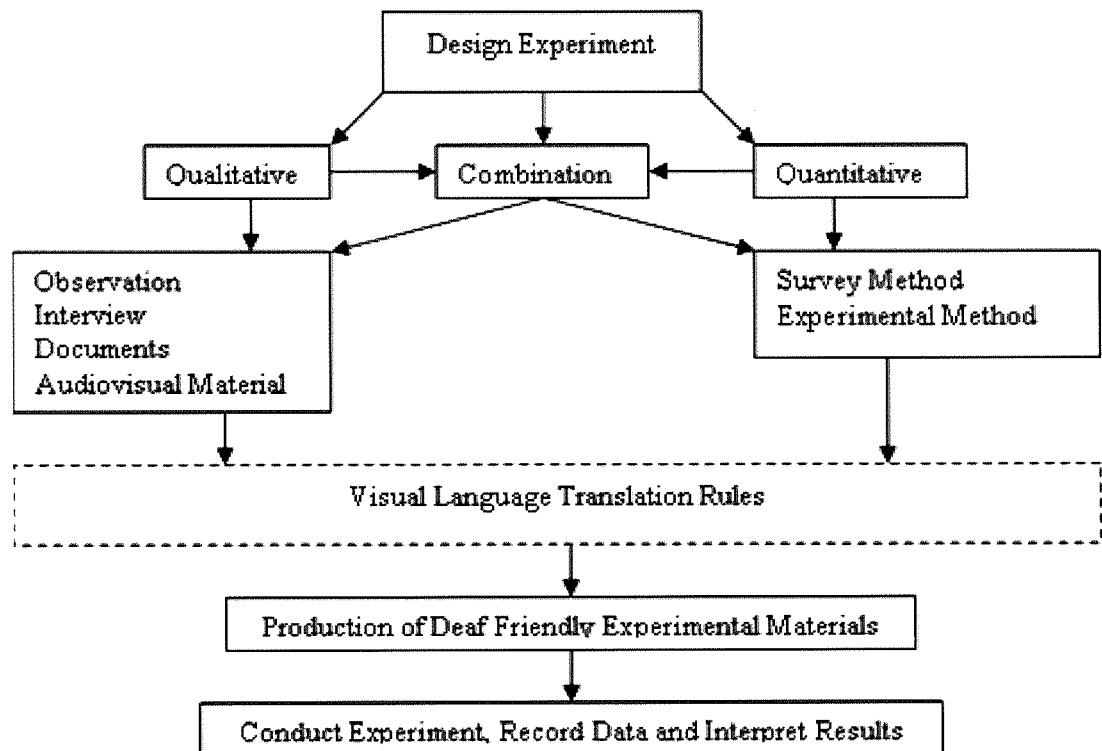 Design Experiment
Qualitative
Combination
Quantitative
Observation
Interview
Documents
Audiovisual Material
Survey Method
Experimental Method
Visual Language Translation Rules
Production of Deaf Friendly Experimental Materials
Conduct Experiment, Record Data and Interpret Results